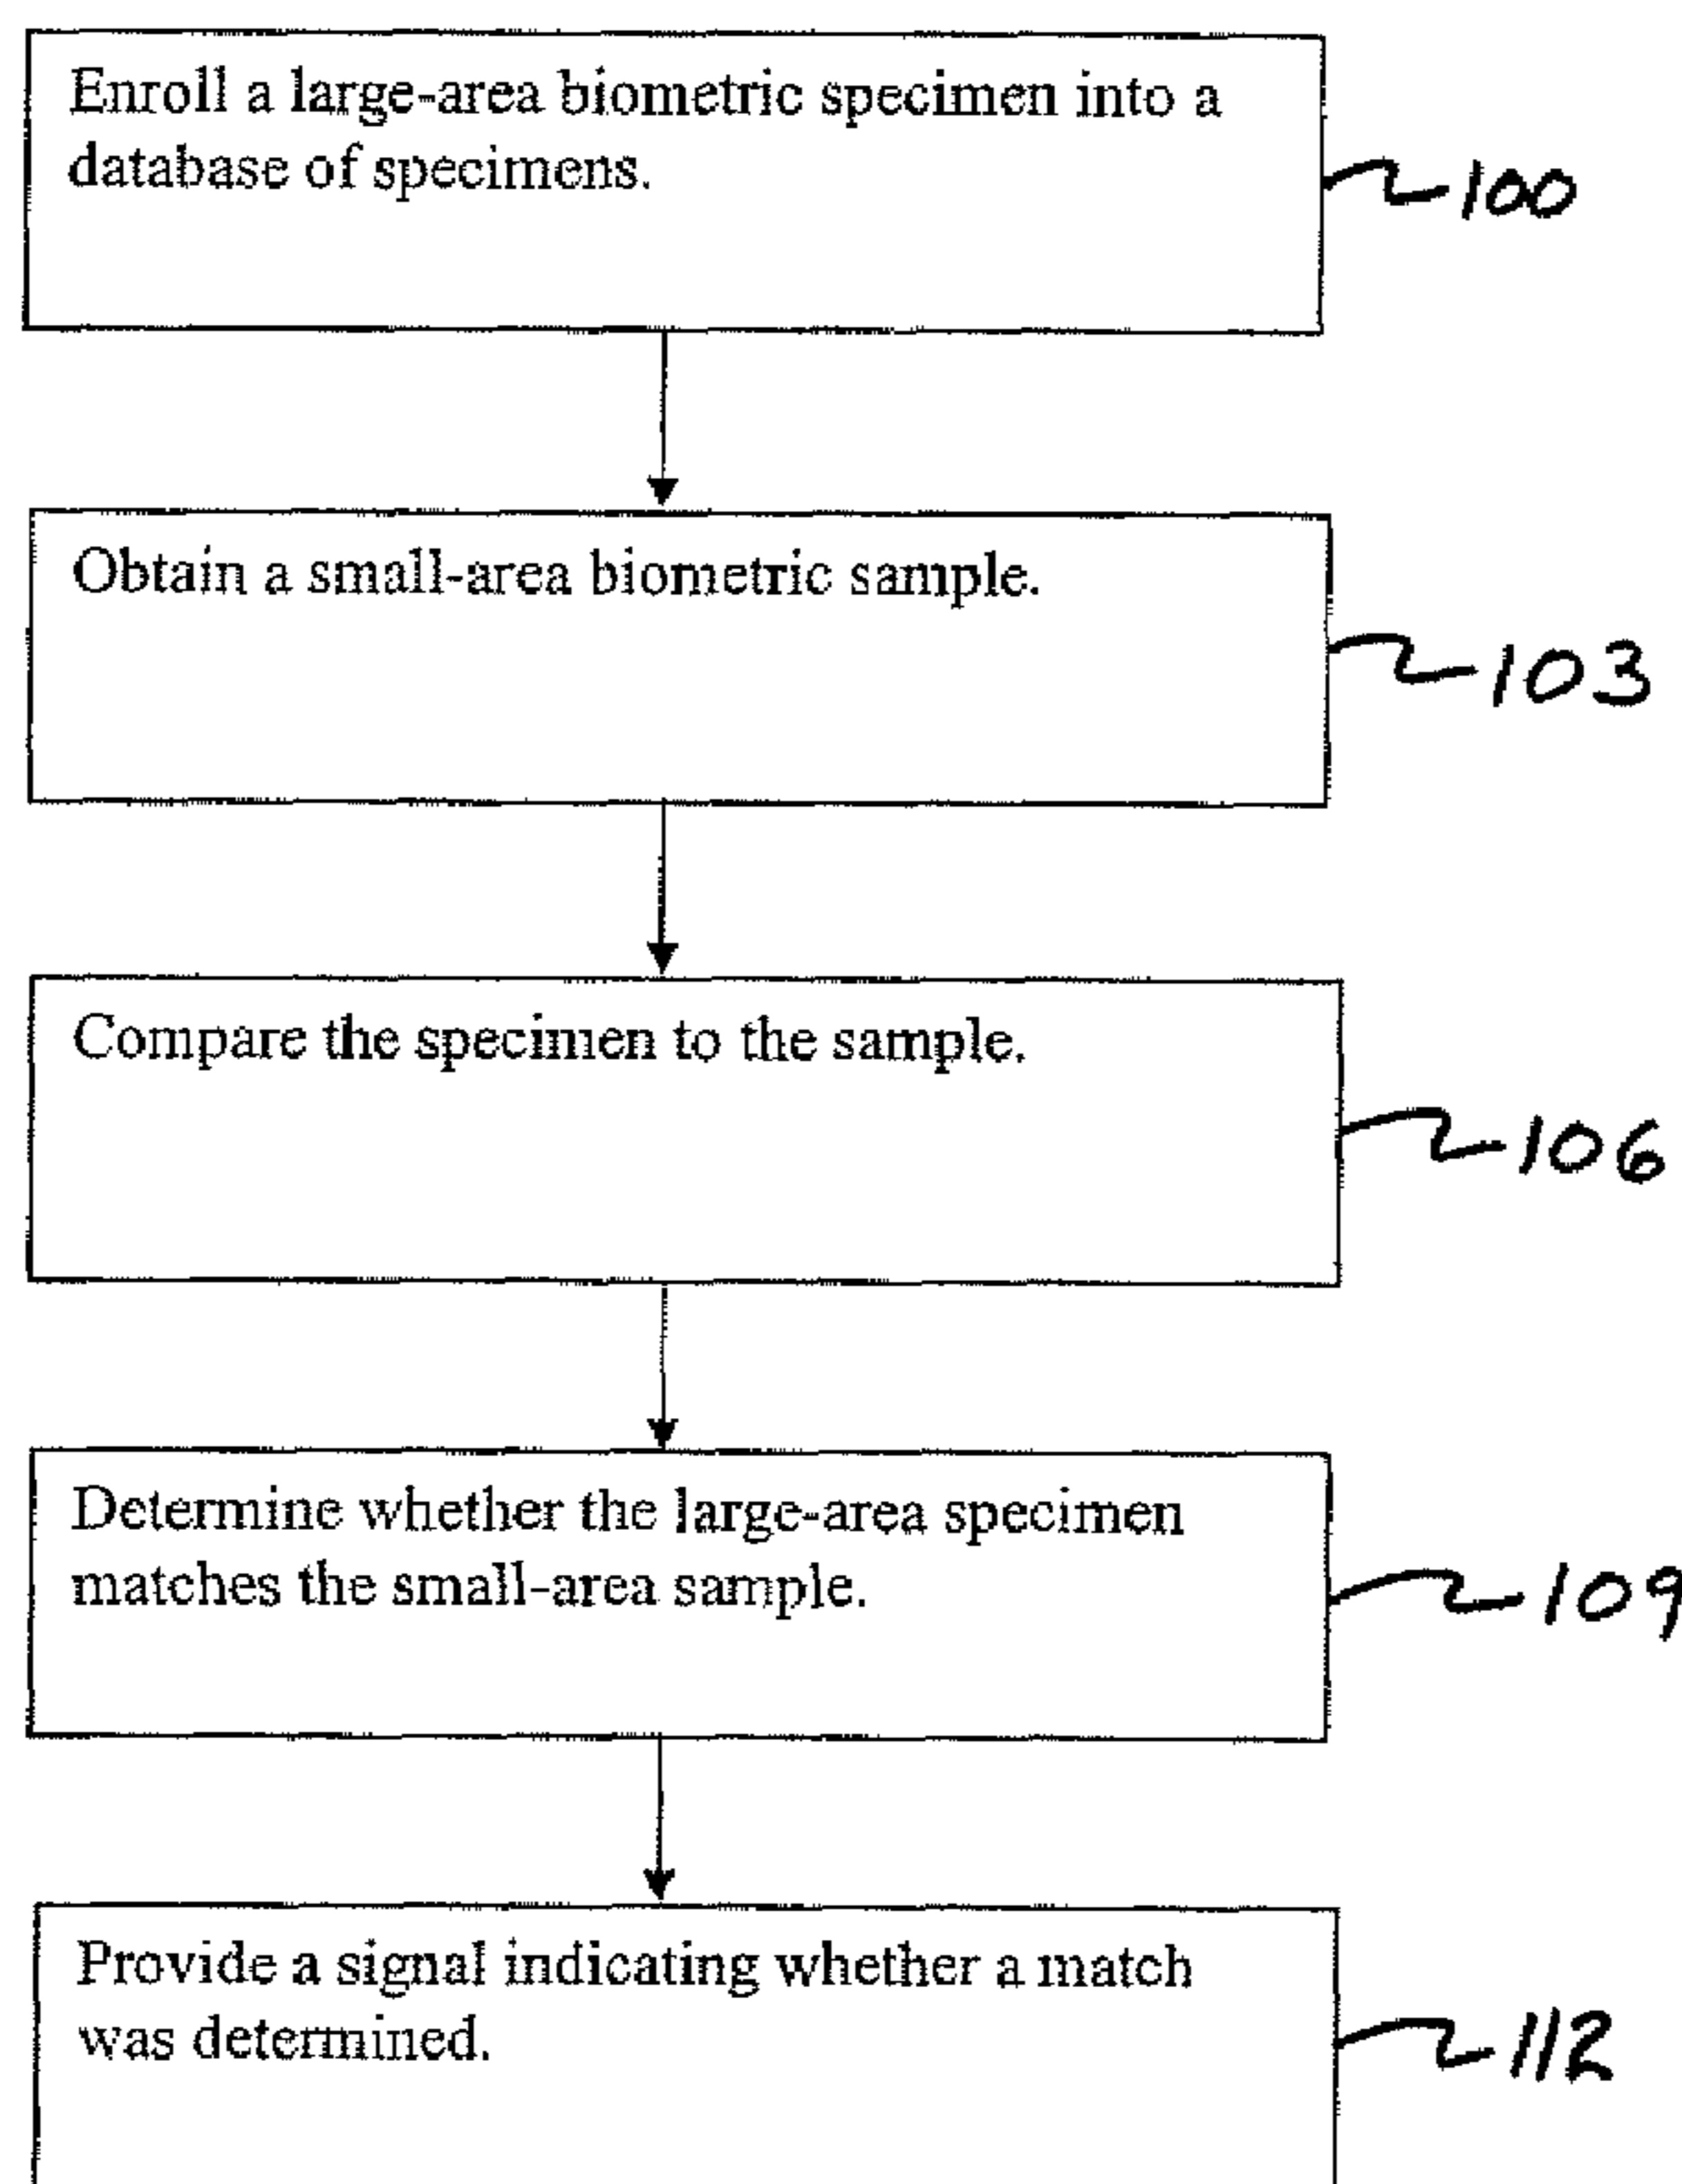 Enroll a large-area biometric specimen into a
database of specimens.
100
Obtain a small-area biometric sample.
103
Compare the specimen to the sample.
106
Determine whether the large-area specimen
matches the small-area sample.
109
Provide a signal indicating whether a match
was determined.
112